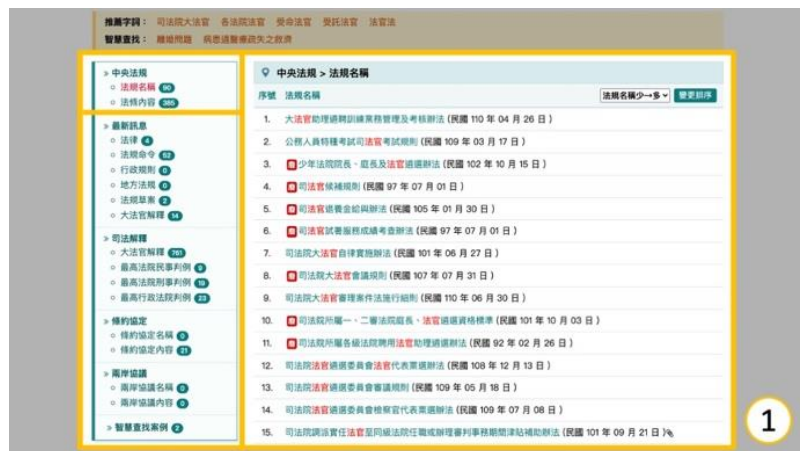 推薦字詞： 司法院大法官 各法院法官 受命法官 受託法官 法官法
智慧查找： 離婚問題 病患遇醫療疏失之救濟
» 中央法規
法規名稱 90
法條內容 385
» 最新訊息
法律 4
法規命令 52
行政規則 0
地方法規 0
法規草案 2
大法官解釋 14
» 司法解釋
大法官解釋 761
最高法院民事判例 9
最高法院刑事判例 18
最高行政法院判例 23
» 條約協定
條約協定名稱 0
條約協定內容 21
» 兩岸協議
兩岸協議名稱 0
兩岸協議內容 0
» 智慧查找案例 2
中央法規 > 法規名稱
序號 法規名稱 法規名稱少→多 變更排序
1. 大法官助理遴聘訓練業務管理及考核辦法 (民國 110 年 04 月 26 日 )
2. 公務人員特種考試司法官考試規則 (民國 109 年 03 月 17 日 )
3. 廢 少年法院院長、庭長及法官遴選辦法 (民國 102 年 10 月 15 日 )
4. 廢 司法官候補規則 (民國 97 年 07 月 01 日 )
5. 廢 司法官退養金給與辦法 (民國 105 年 01 月 30 日 )
6. 廢 司法官試署服務成績考查辦法 (民國 97 年 07 月 01 日 )
7. 司法院大法官自律實施辦法 (民國 101 年 06 月 27 日 )
8. 廢 司法院大法官會議規則 (民國 107 年 07 月 31 日 )
9. 司法院大法官審理案件法施行細則 (民國 110 年 06 月 30 日 )
10. 廢 司法院所屬一、二審法院庭長、法官遴選資格標準 (民國 101 年 10 月 03 日 )
11. 廢 司法院所屬各級法院聘用法官助理遴選辦法 (民國 92 年 02 月 26 日 )
12. 司法院法官遴選委員會法官代表票選辦法 (民國 108 年 12 月 13 日 )
13. 司法院法官遴選委員會審議規則 (民國 109 年 05 月 18 日 )
14. 司法院法官遴選委員會檢察官代表票選辦法 (民國 109 年 07 月 08 日 )
15. 司法院調派實任法官至同級法院任職或辦理審判事務期間津貼補助辦法 (民國 101 年 09 月 21 日 )
1